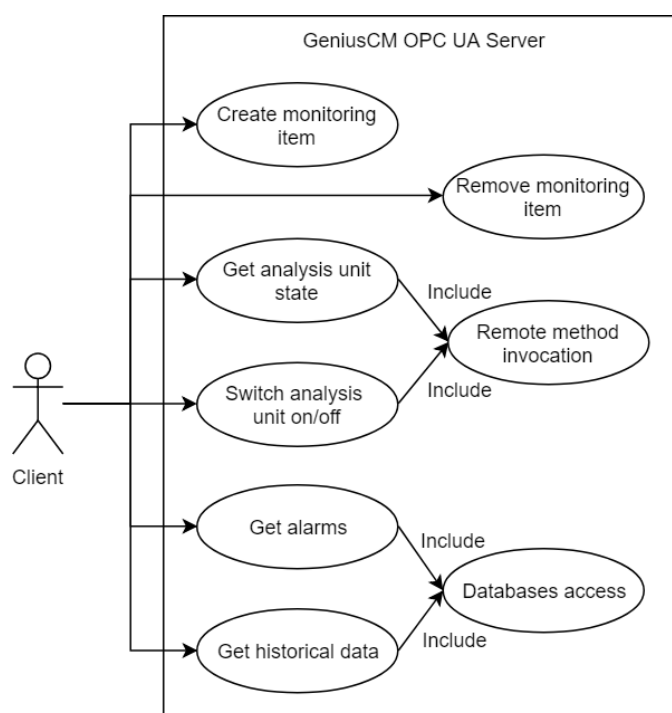 GeniusCM OPC UA Server
Create monitoring
item
Remove monitoring
item
Get analysis unit
state
Include
Remote method
invocation
Include
Switch analysis
unit on/off
Client
Get alarms
Include
Databases access
Include
Get historical data